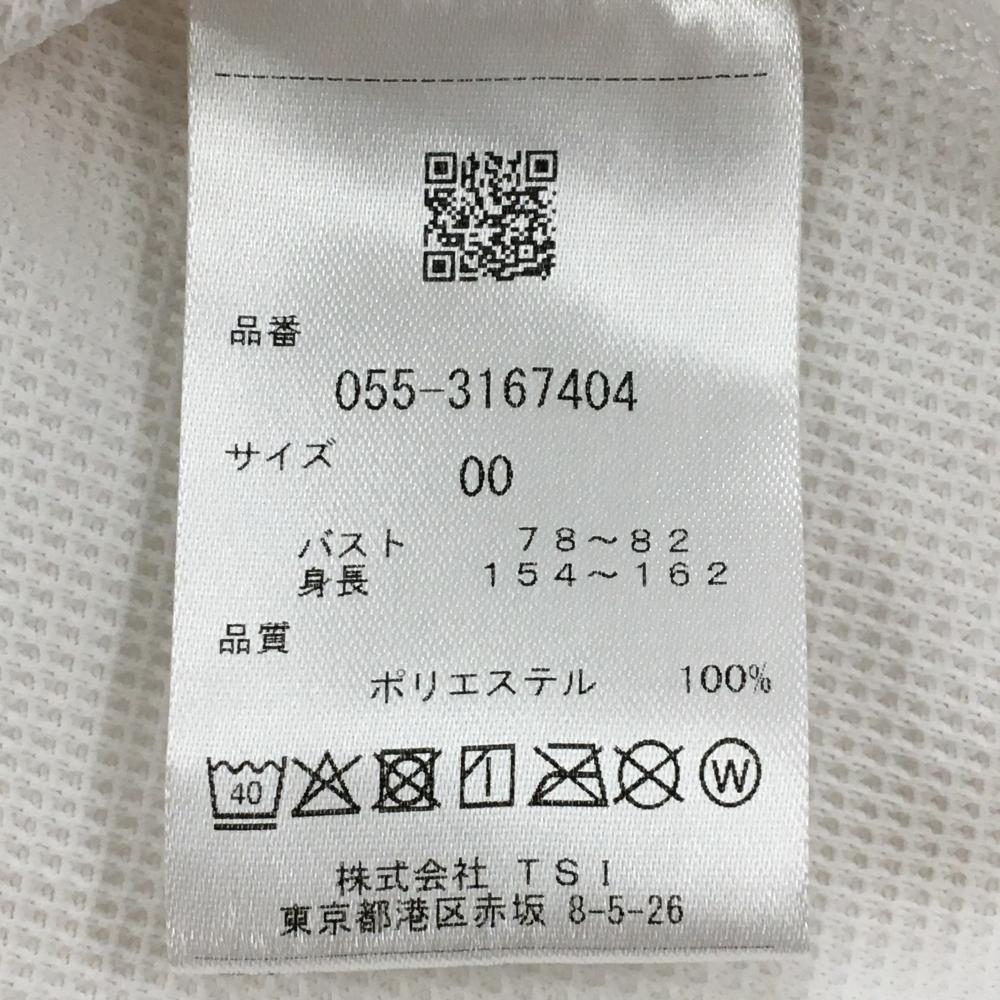 品番
055-3167404
サイズ
00
バスト 78~82
身長 154~162
品質
ポリエステル 100%
40 W
株式会社 TSI
東京都港区赤坂 8-5-26